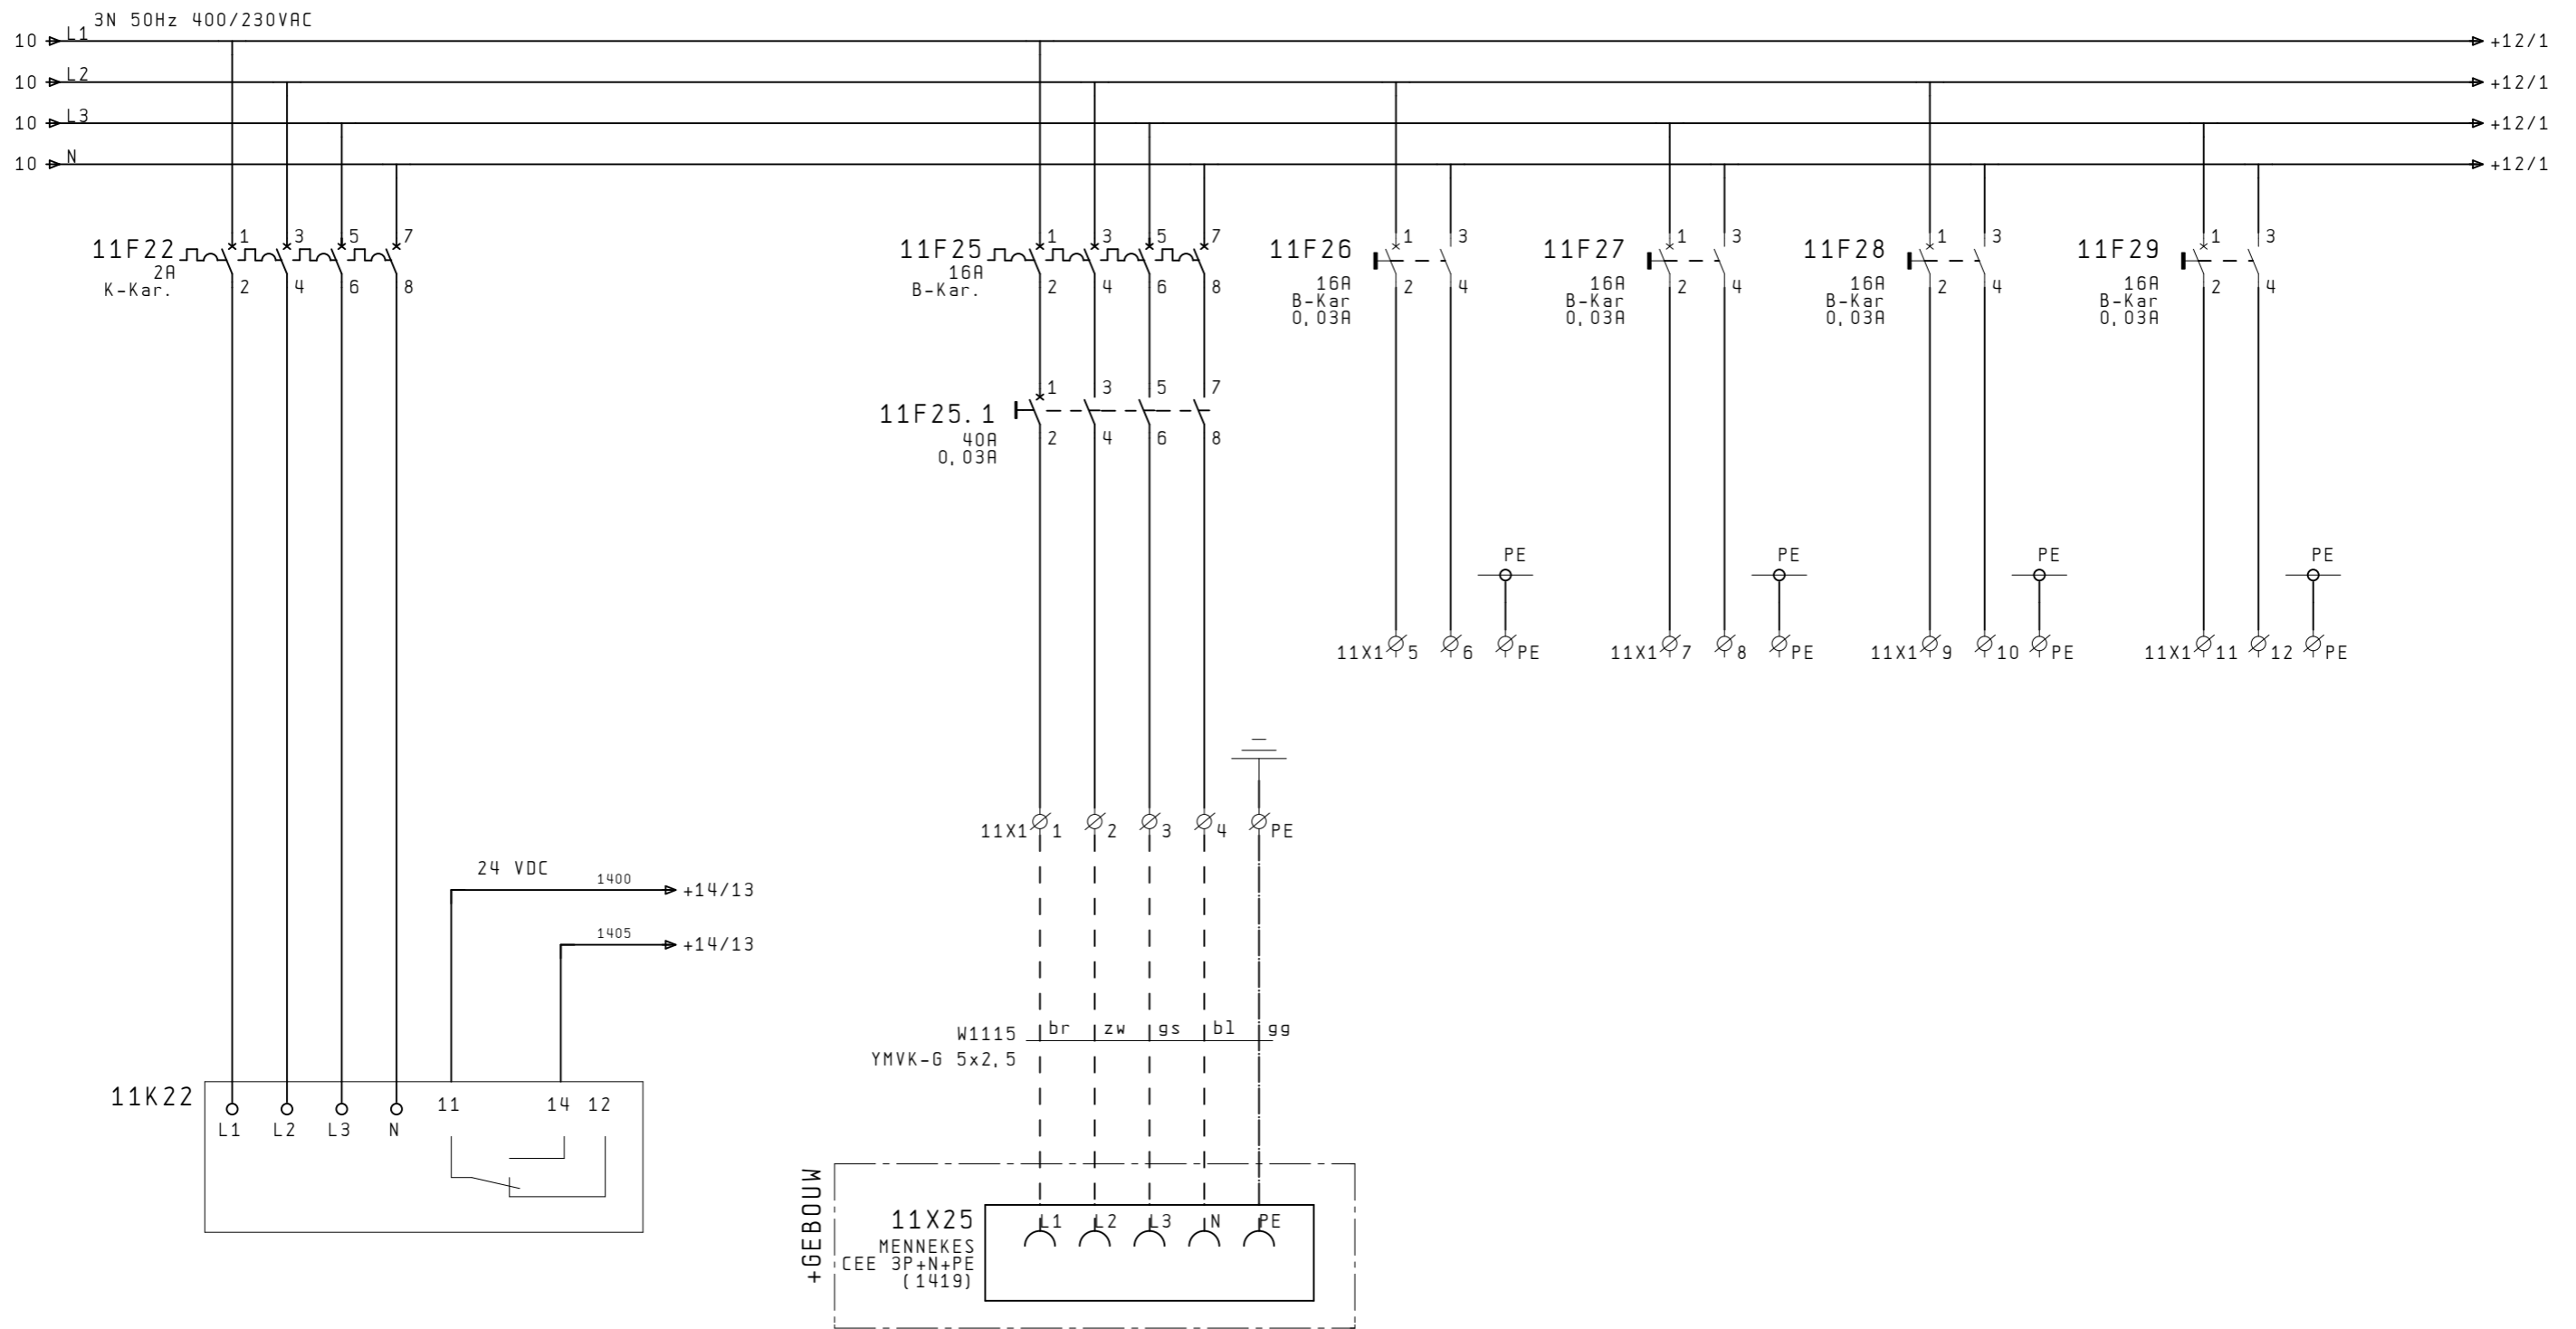 3N 50Hz 400/230VAC
10 L1 +12/1
10 L2 +12/1
10 L3 +12/1
10 N +12/1
11F22
2A
K-Kar.
1 3 5 7
2 4 6 8
11F25
16A
B-Kar.
1 3 5 7
2 4 6 8
11F26
16A
B-Kar
0,03A
1 3
2 4
11F27
16A
B-Kar
0,03A
1 3
2 4
11F28
16A
B-Kar
0,03A
1 3
2 4
11F29
16A
B-Kar
0,03A
1 3
2 4
11F25.1
40A
0,03A
1 3 5 7
2 4 6 8
PE PE PE PE
11X1 5 6 PE
11X1 7 8 PE
11X1 9 10 PE
11X1 11 12 PE
11X1 1 2 3 4 PE
24 VDC
1400 +14/13
1405 +14/13
W1115 br zw gs bl gg
YMVK-G 5x2,5
11K22
11 14 12
L1 L2 L3 N
+GEBOUW
11X25
MENNEKES
CEE 3P+N+PE
(1419)
L1 L2 L3 N PE